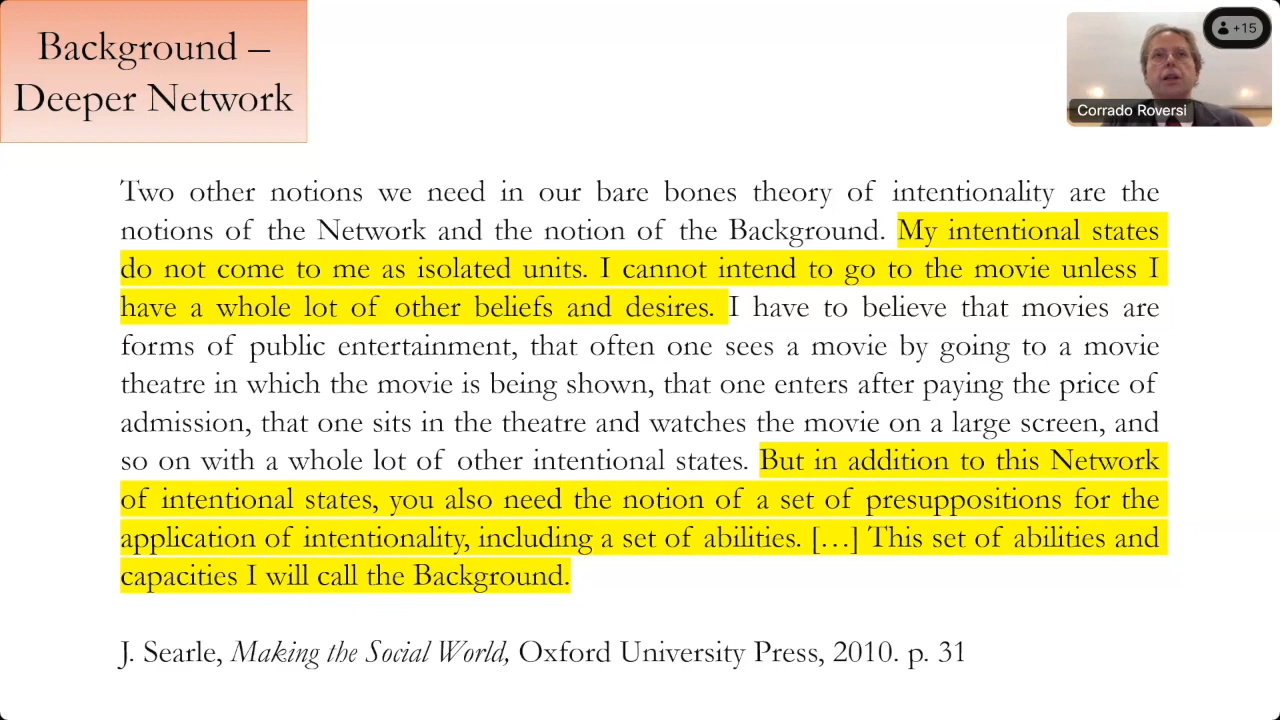 Background –
Deeper Network
+15
Corrado Roversi
Two other notions we need in our bare bones theory of intentionality are the
notions of the Network and the notion of the Background. My intentional states
do not come to me as isolated units. I cannot intend to go to the movie unless I
have a whole lot of other beliefs and desires. I have to believe that movies are
forms of public entertainment, that often one sees a movie by going to a movie
theatre in which the movie is being shown, that one enters after paying the price of
admission, that one sits in the theatre and watches the movie on a large screen, and
so on with a whole lot of other intentional states. But in addition to this Network
of intentional states, you also need the notion of a set of presuppositions for the
application of intentionality, including a set of abilities. […] This set of abilities and
capacities I will call the Background.
J. Searle, Making the Social World, Oxford University Press, 2010. p. 31